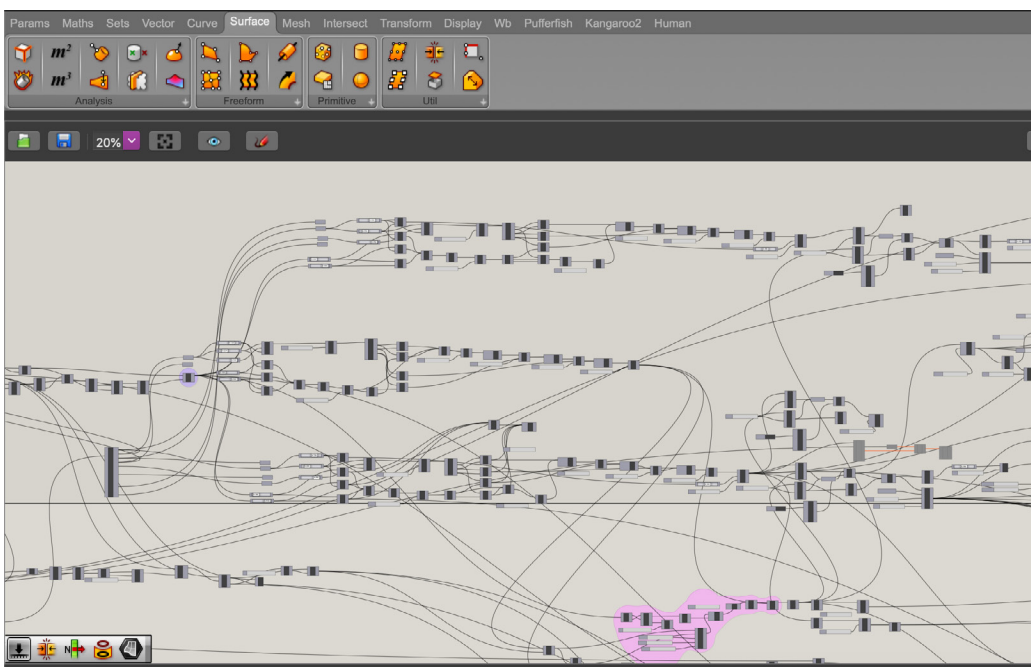 Params Maths Sets Vector Curve Surface Mesh Intersect Transform Display Wb Pufferfish Kangaroo2 Human
m²
m³
Analysis Freeform Primitive Util
20%
N